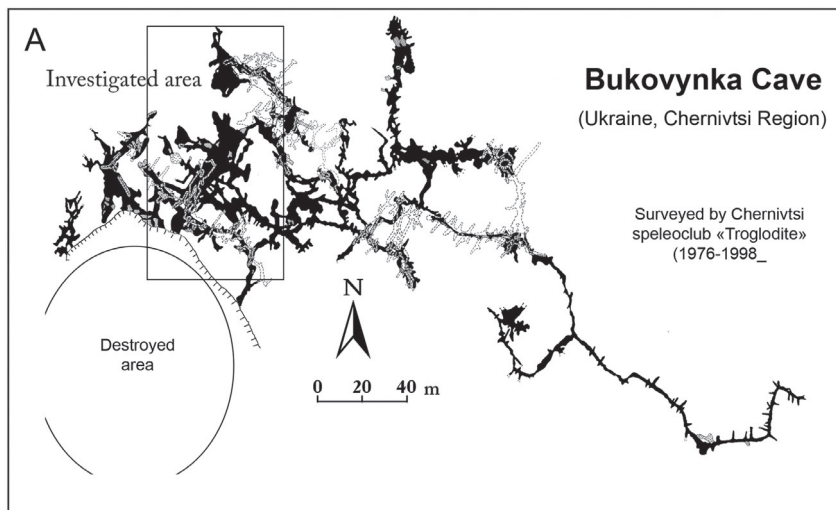 A
Investigated area
Bukovynka Cave
(Ukraine, Chernivtsi Region)
Surveyed by Chernivtsi
speleoclub «Troglodite»
(1976-1998_
N
Destroyed
area
0 20 40 m